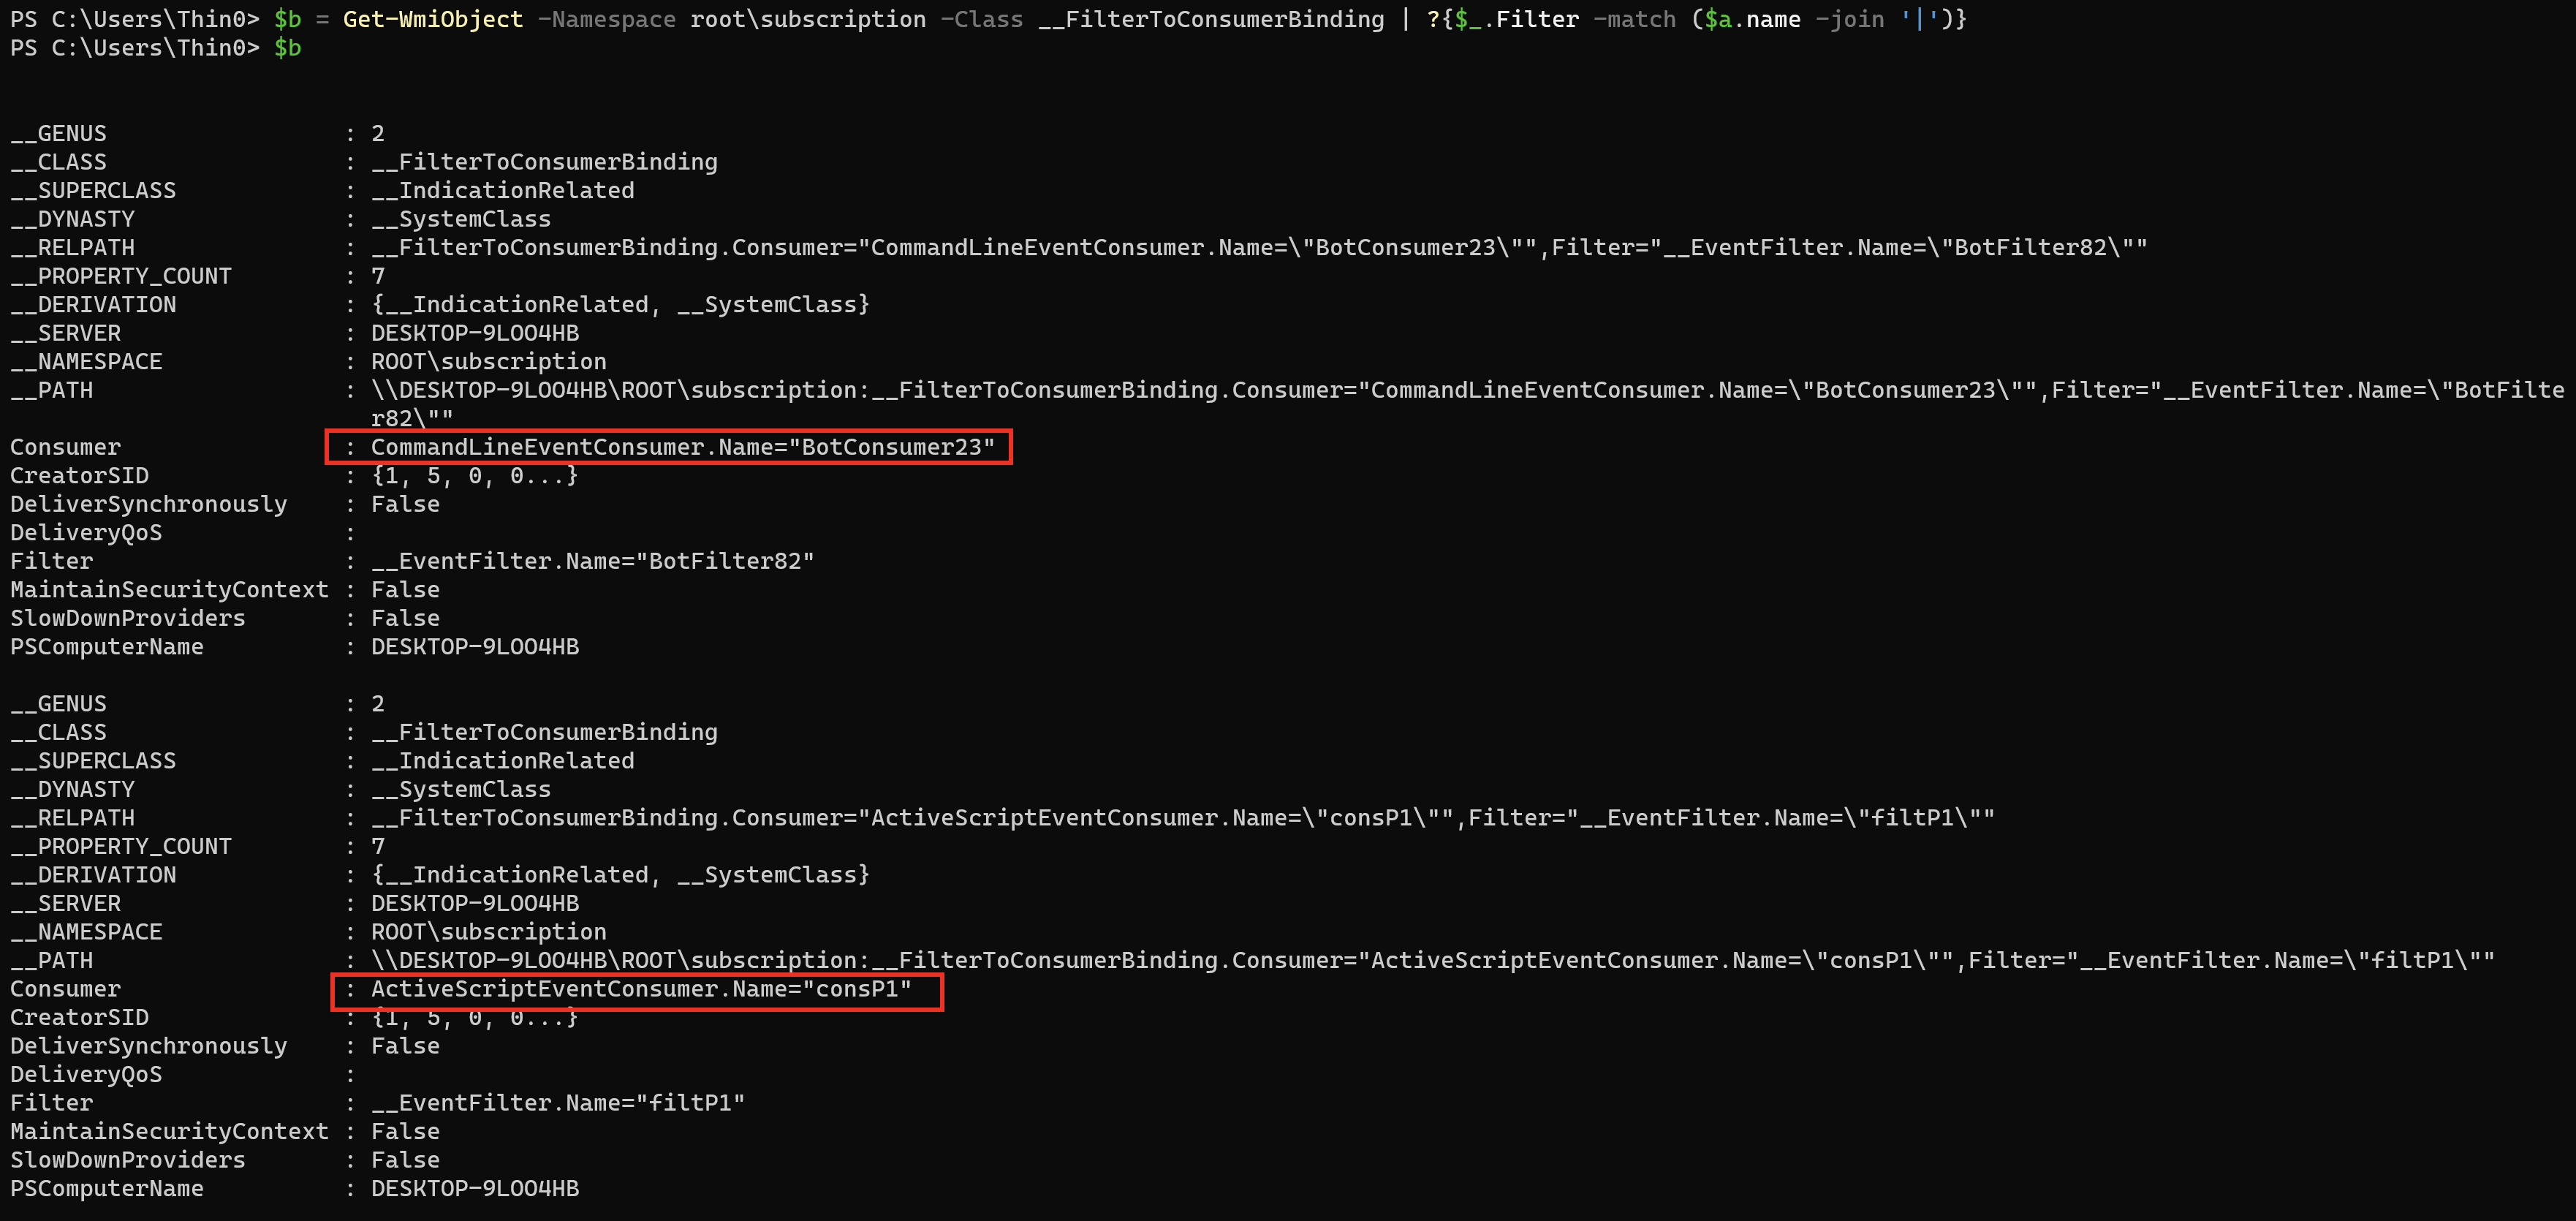 PS C:\Users\Thin0> $b = Get-WmiObject -Namespace root\subscription -Class __FilterToConsumerBinding | ?{$_.Filter -match ($a.name -join '|')}
PS C:\Users\Thin0> $b
__GENUS : 2
__CLASS : __FilterToConsumerBinding
__SUPERCLASS : __IndicationRelated
__DYNASTY : __SystemClass
__RELPATH : __FilterToConsumerBinding.Consumer="CommandLineEventConsumer.Name=\"BotConsumer23\"",Filter="__EventFilter.Name=\"BotFilter82\""
__PROPERTY_COUNT : 7
__DERIVATION : {__IndicationRelated, __SystemClass}
__SERVER : DESKTOP-9LOO4HB
__NAMESPACE : ROOT\subscription
__PATH : \\DESKTOP-9LOO4HB\ROOT\subscription:__FilterToConsumerBinding.Consumer="CommandLineEventConsumer.Name=\"BotConsumer23\"",Filter="__EventFilter.Name=\"BotFilte
r82\""
Consumer : CommandLineEventConsumer.Name="BotConsumer23"
CreatorSID : {1, 5, 0, 0...}
DeliverSynchronously : False
DeliveryQoS :
Filter : __EventFilter.Name="BotFilter82"
MaintainSecurityContext : False
SlowDownProviders : False
PSComputerName : DESKTOP-9LOO4HB
__GENUS : 2
__CLASS : __FilterToConsumerBinding
__SUPERCLASS : __IndicationRelated
__DYNASTY : __SystemClass
__RELPATH : __FilterToConsumerBinding.Consumer="ActiveScriptEventConsumer.Name=\"consP1\"",Filter="__EventFilter.Name=\"filtP1\""
__PROPERTY_COUNT : 7
__DERIVATION : {__IndicationRelated, __SystemClass}
__SERVER : DESKTOP-9LOO4HB
__NAMESPACE : ROOT\subscription
__PATH : \\DESKTOP-9LOO4HB\ROOT\subscription:__FilterToConsumerBinding.Consumer="ActiveScriptEventConsumer.Name=\"consP1\"",Filter="__EventFilter.Name=\"filtP1\""
Consumer : ActiveScriptEventConsumer.Name="consP1"
CreatorSID : {1, 5, 0, 0...}
DeliverSynchronously : False
DeliveryQoS :
Filter : __EventFilter.Name="filtP1"
MaintainSecurityContext : False
SlowDownProviders : False
PSComputerName : DESKTOP-9LOO4HB